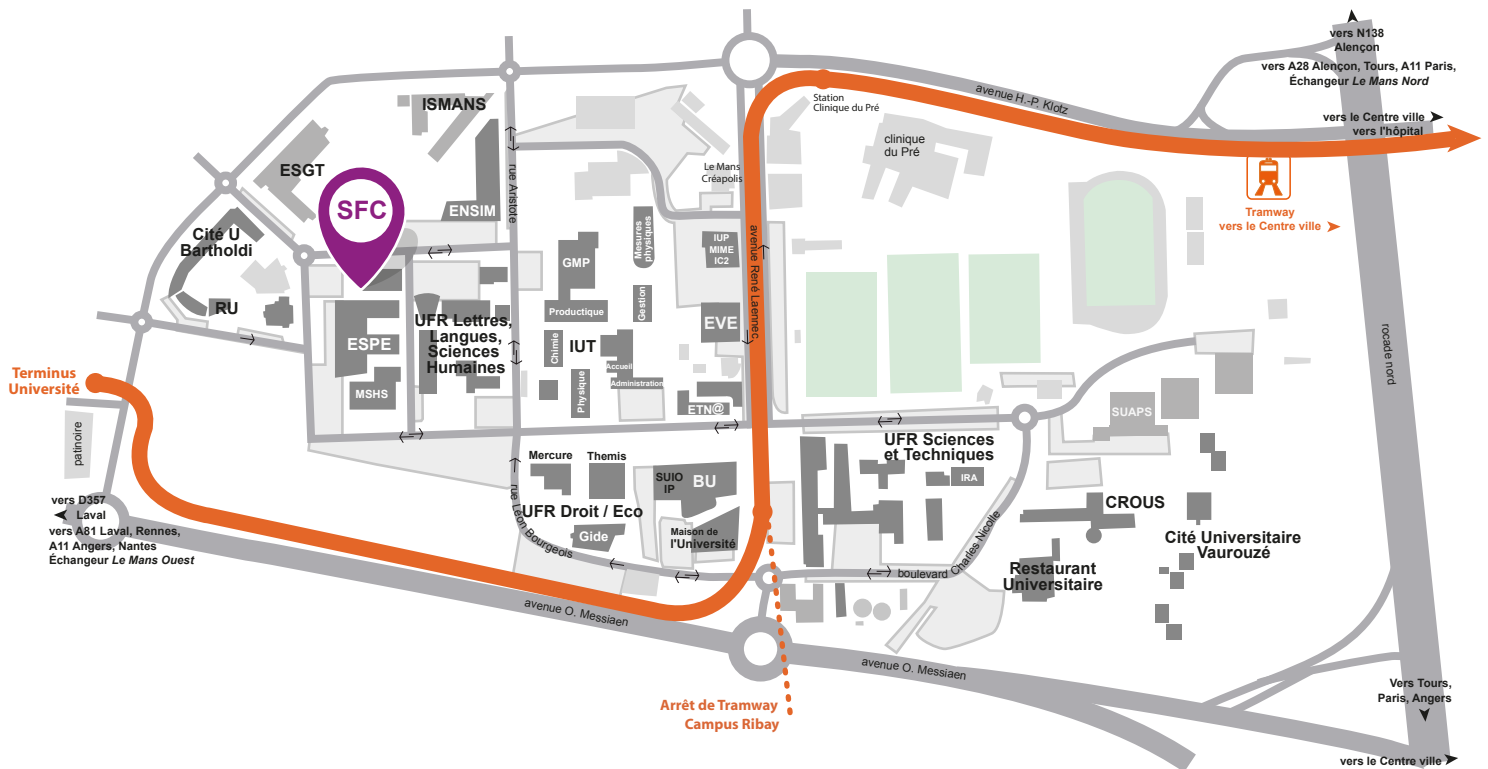 vers N138
Alençon
vers A28 Alençon, Tours, A11 Paris,
Échangeur Le Mans Nord
avenue H.-P. Klotz
Station
Clinique du Pré
vers le Centre ville
vers l'hôpital
ISMANS
clinique
du Pré
ESGT
rue Aristote
Le Mans
Créapolis
SFC
ENSIM
Tramway
vers le Centre ville
Cité U
Bartholdi
Mesures
physiques
IUP
MIME
IC2
avenue René Laennec
GMP
RU
Productique
Gestion
EVE
UFR Lettres,
Langues,
Sciences
Humaines
ESPE
Chimie
IUT
rocade nord
Terminus
Université
Accueil
Administration
MSHS
Physique
ETN@
SUAPS
patinoire
UFR Sciences
et Techniques
Mercure
Themis
SUIO
IP
BU
IRA
vers D357
Laval
vers A81 Laval, Rennes,
A11 Angers, Nantes
Échangeur Le Mans Ouest
rue Léon Bourgeois
UFR Droit / Eco
Gide
Maison de
l'Université
CROUS
Cité Universitaire
Vaurouzé
boulevard Charles Nicolle
Restaurant
Universitaire
avenue O. Messiaen
avenue O. Messiaen
Vers Tours,
Paris, Angers
Arrêt de Tramway
Campus Ribay
vers le Centre ville